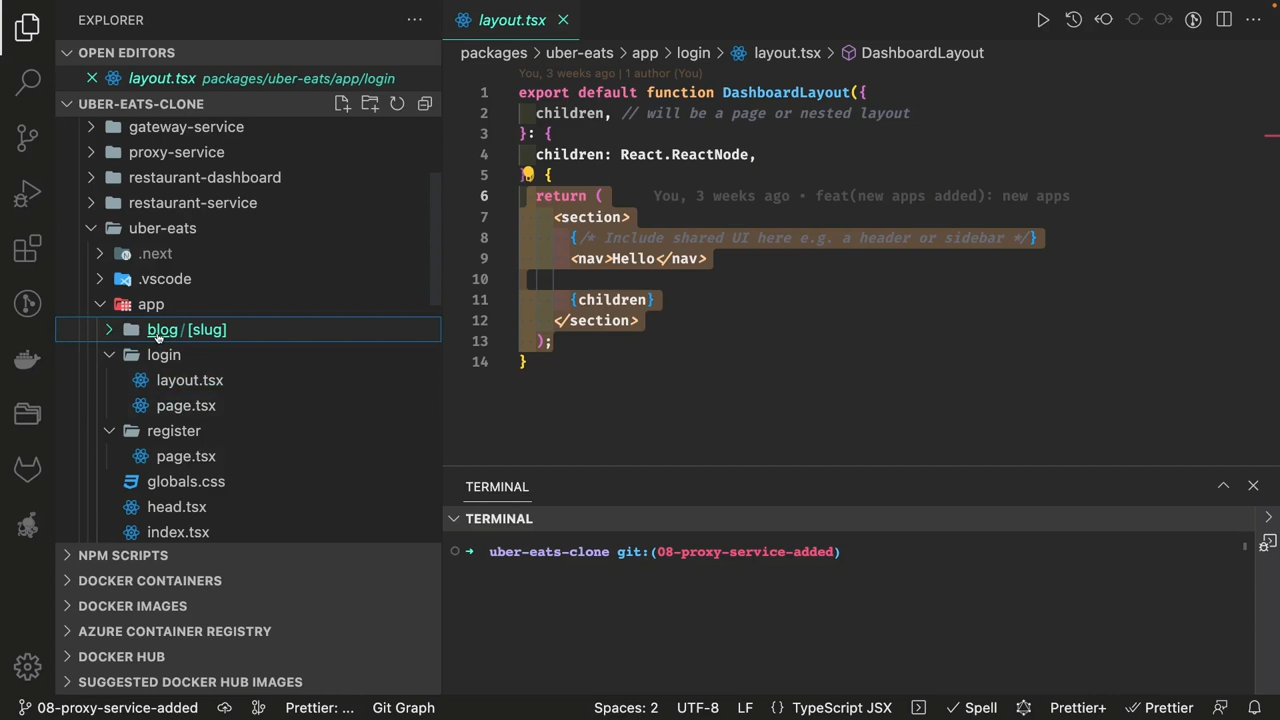 EXPLORER
OPEN EDITORS
layout.tsx packages/uber-eats/app/login
UBER-EATS-CLONE
gateway-service
proxy-service
restaurant-dashboard
restaurant-service
uber-eats
.next
.vscode
app
blog / [slug]
login
layout.tsx
page.tsx
register
page.tsx
globals.css
head.tsx
index.tsx
NPM SCRIPTS
DOCKER CONTAINERS
DOCKER IMAGES
AZURE CONTAINER REGISTRY
DOCKER HUB
SUGGESTED DOCKER HUB IMAGES
layout.tsx
packages > uber-eats > app > login > layout.tsx > DashboardLayout
You, 3 weeks ago | 1 author (You)
1 export default function DashboardLayout({
2 children, // will be a page or nested layout
3 }: {
4 children: React.ReactNode,
5 }) {
6 return ( You, 3 weeks ago • feat(new apps added): new apps
7 <section>
8 {/* Include shared UI here e.g. a header or sidebar */}
9 <nav>Hello</nav>
10
11 {children}
12 </section>
13 );
14 }
TERMINAL
TERMINAL
uber-eats-clone git:(08-proxy-service-added)
08-proxy-service-added Prettier: ... Git Graph Spaces: 2 UTF-8 LF {} TypeScript JSX Spell Prettier+ Prettier